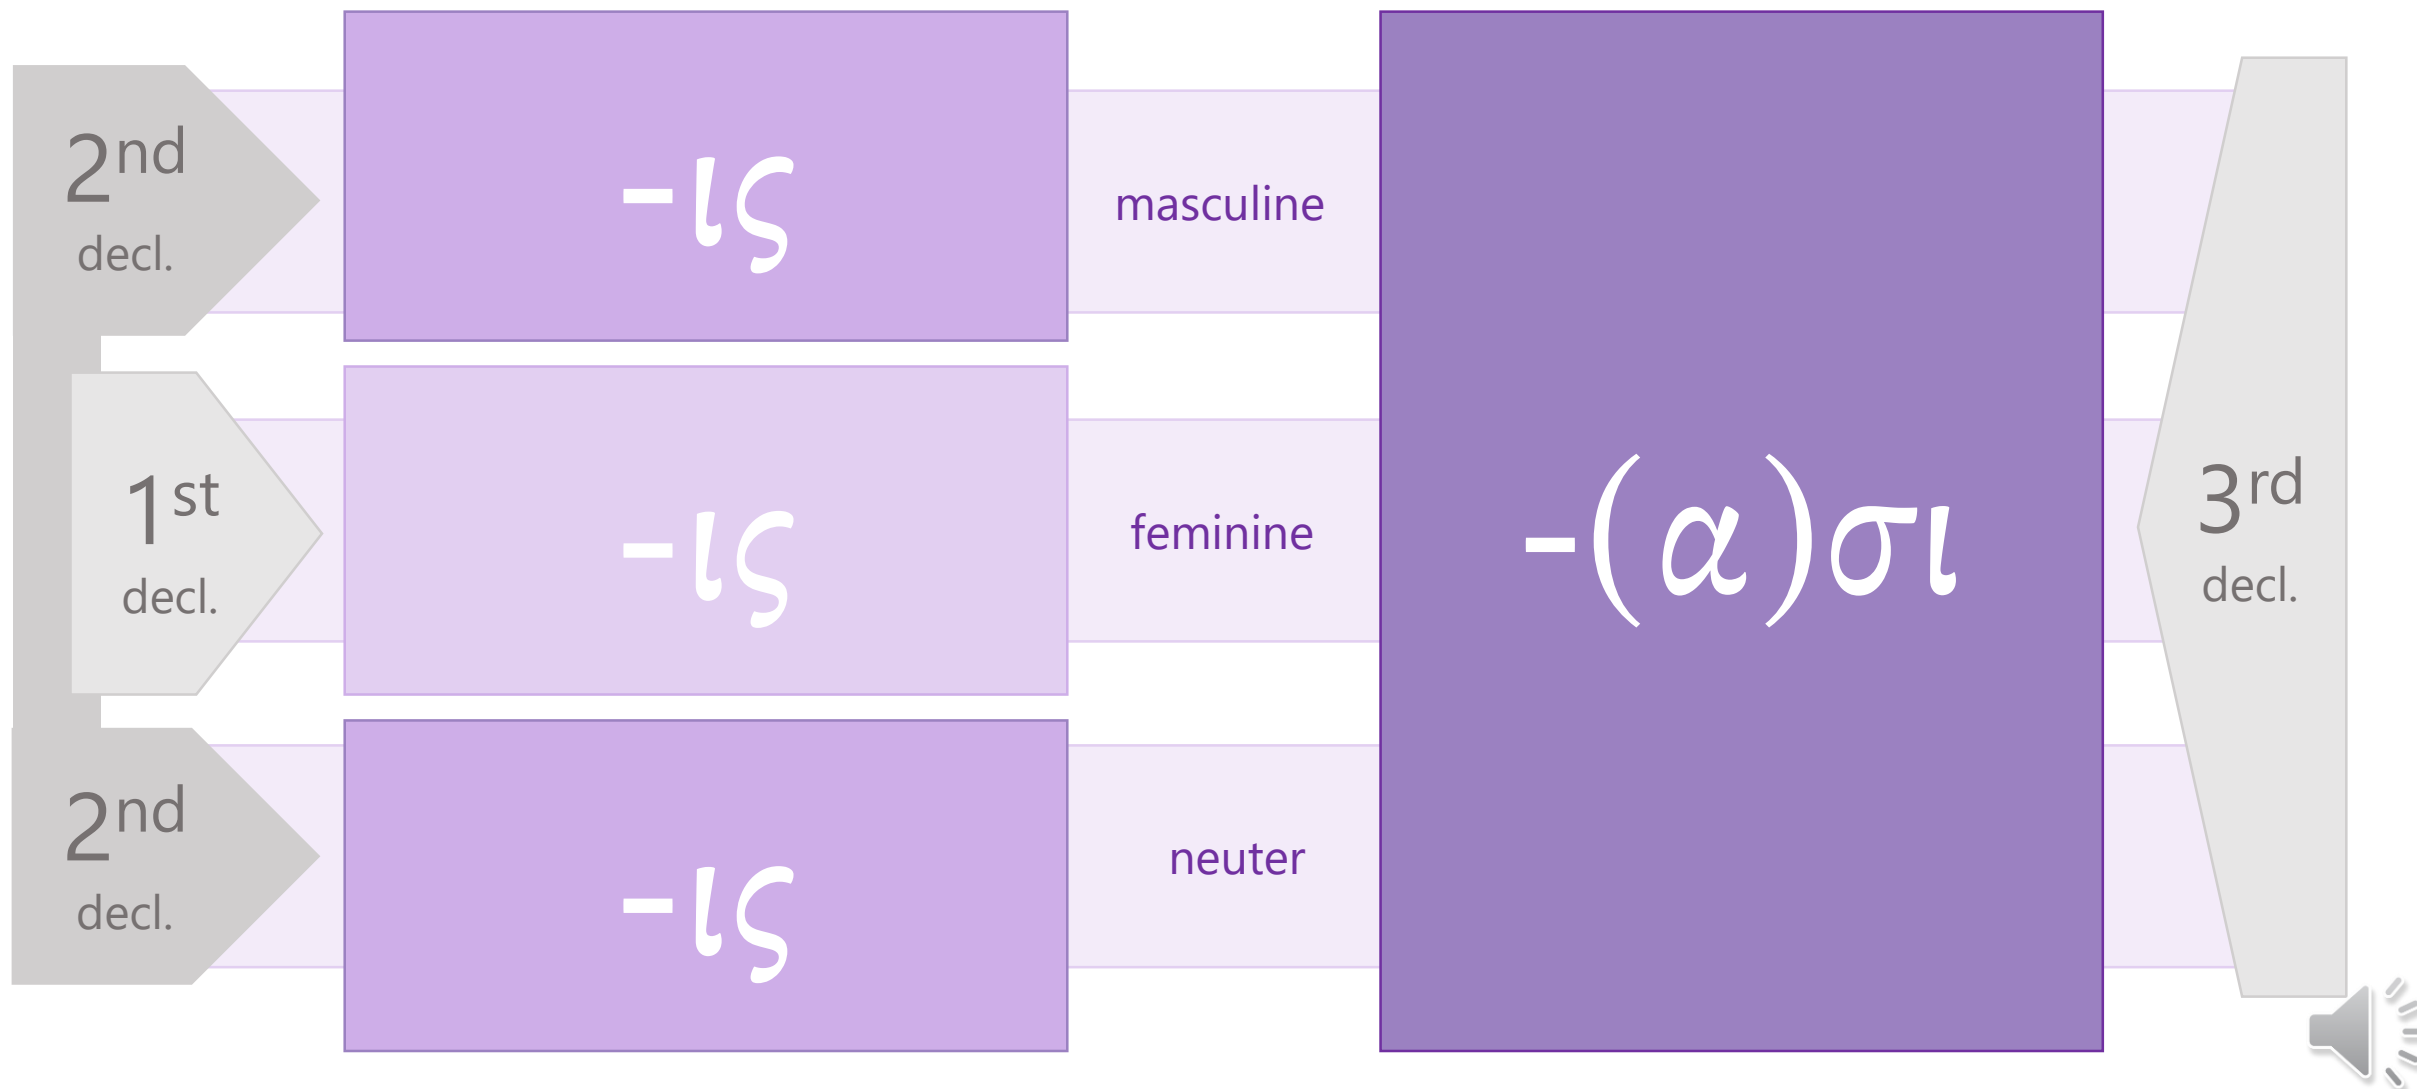 2nd
decl.
-ις
masculine
1st
decl.
-ις
feminine
-(α)σι
3rd
decl.
2nd
decl.
-ις
neuter